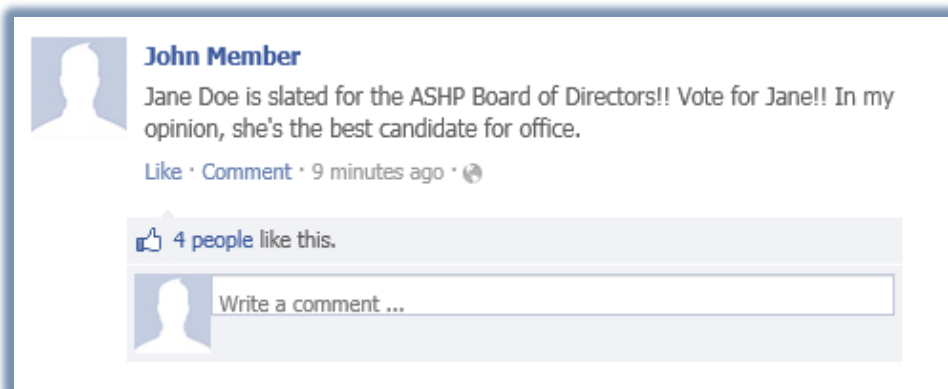 John Member
Jane Doe is slated for the ASHP Board of Directors!! Vote for Jane!! In my
opinion, she's the best candidate for office.
Like · Comment · 9 minutes ago ·
4 people like this.
Write a comment ...